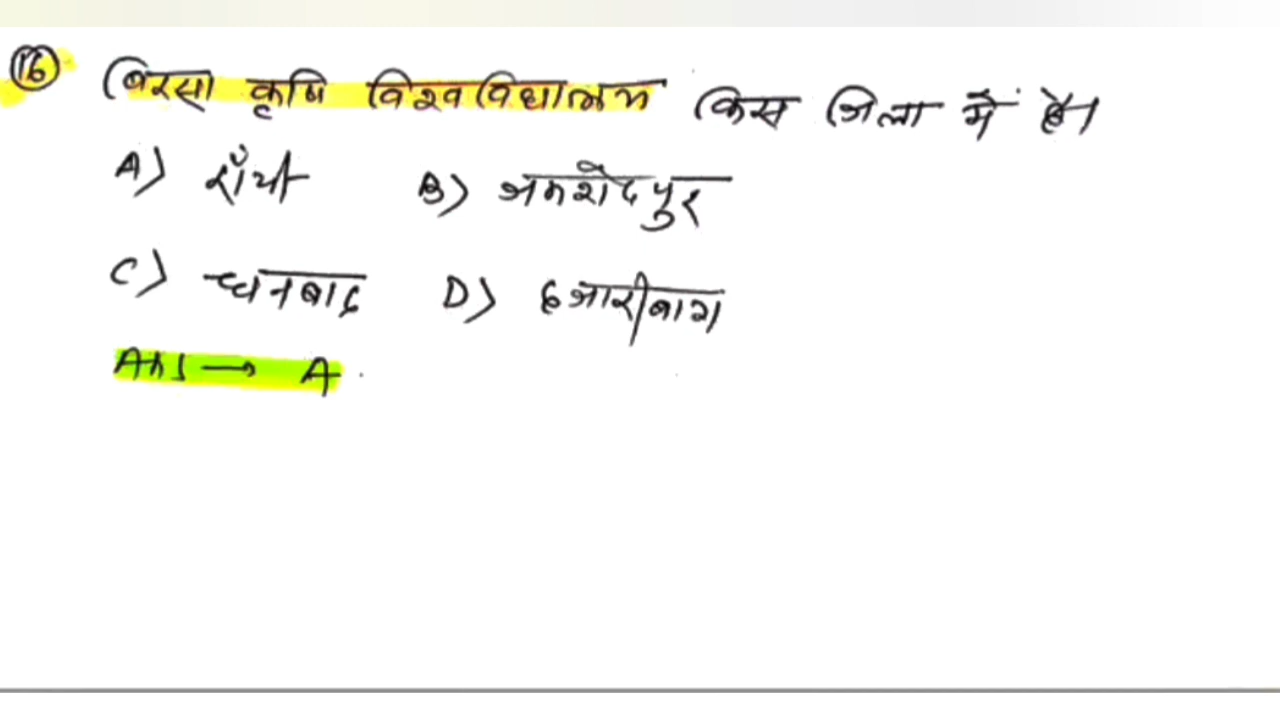 16 बिरसा कृषि विश्वविद्यालय किस जिला में है।
A) राँची B) जमशेदपुर
C) धनबाद D) हजारीबाग
Ans → A